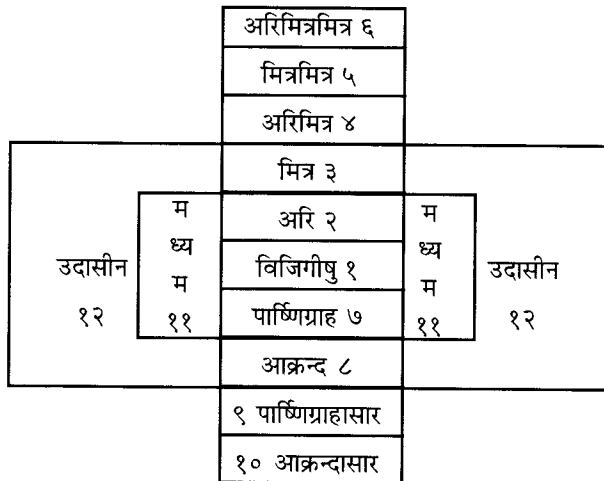 अरिमित्रमित्र ६
मित्रमित्र ५
अरिमित्र ४
मित्र ३
अरि २
विजिगीषु १
पार्ष्णिग्राह ७
आक्रन्द ८
९ पार्ष्णिग्राहासार
१० आक्रन्दासार
उदासीन
१२
म
ध्य
म
११
म
ध्य
म
११
उदासीन
१२